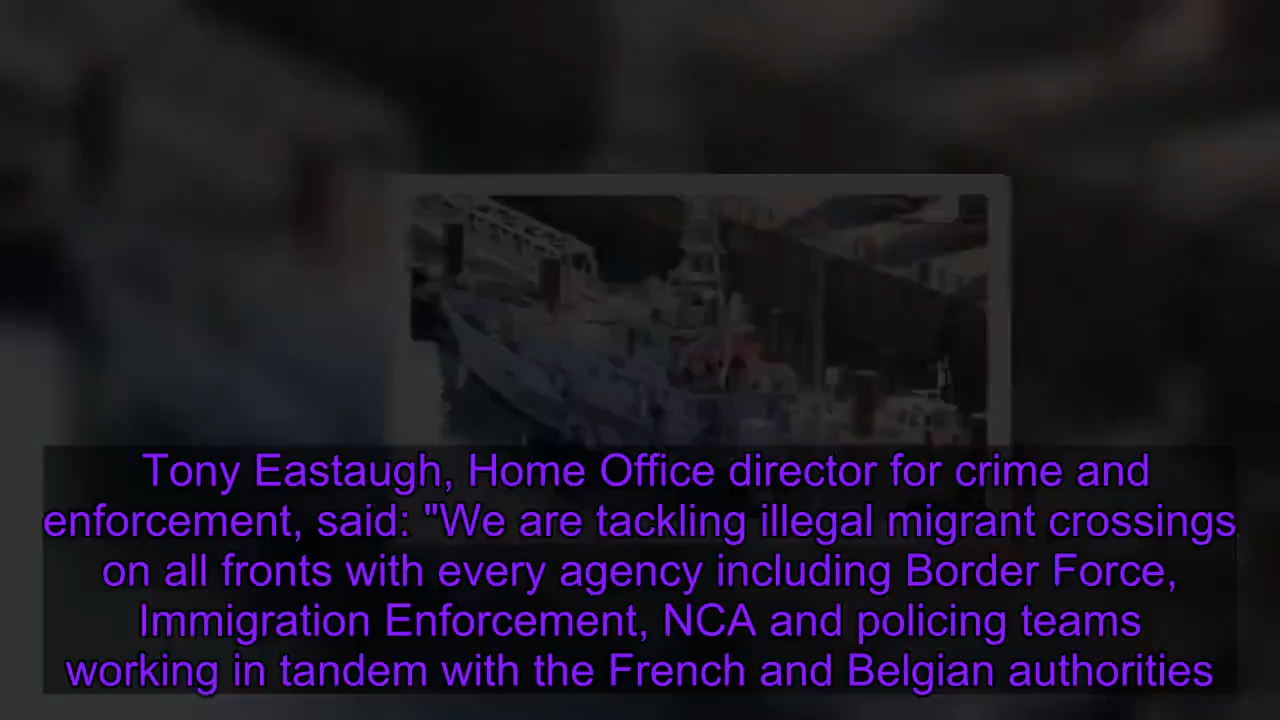 Tony Eastaugh, Home Office director for crime and
enforcement, said: "We are tackling illegal migrant crossings
on all fronts with every agency including Border Force,
Immigration Enforcement, NCA and policing teams
working in tandem with the French and Belgian authorities